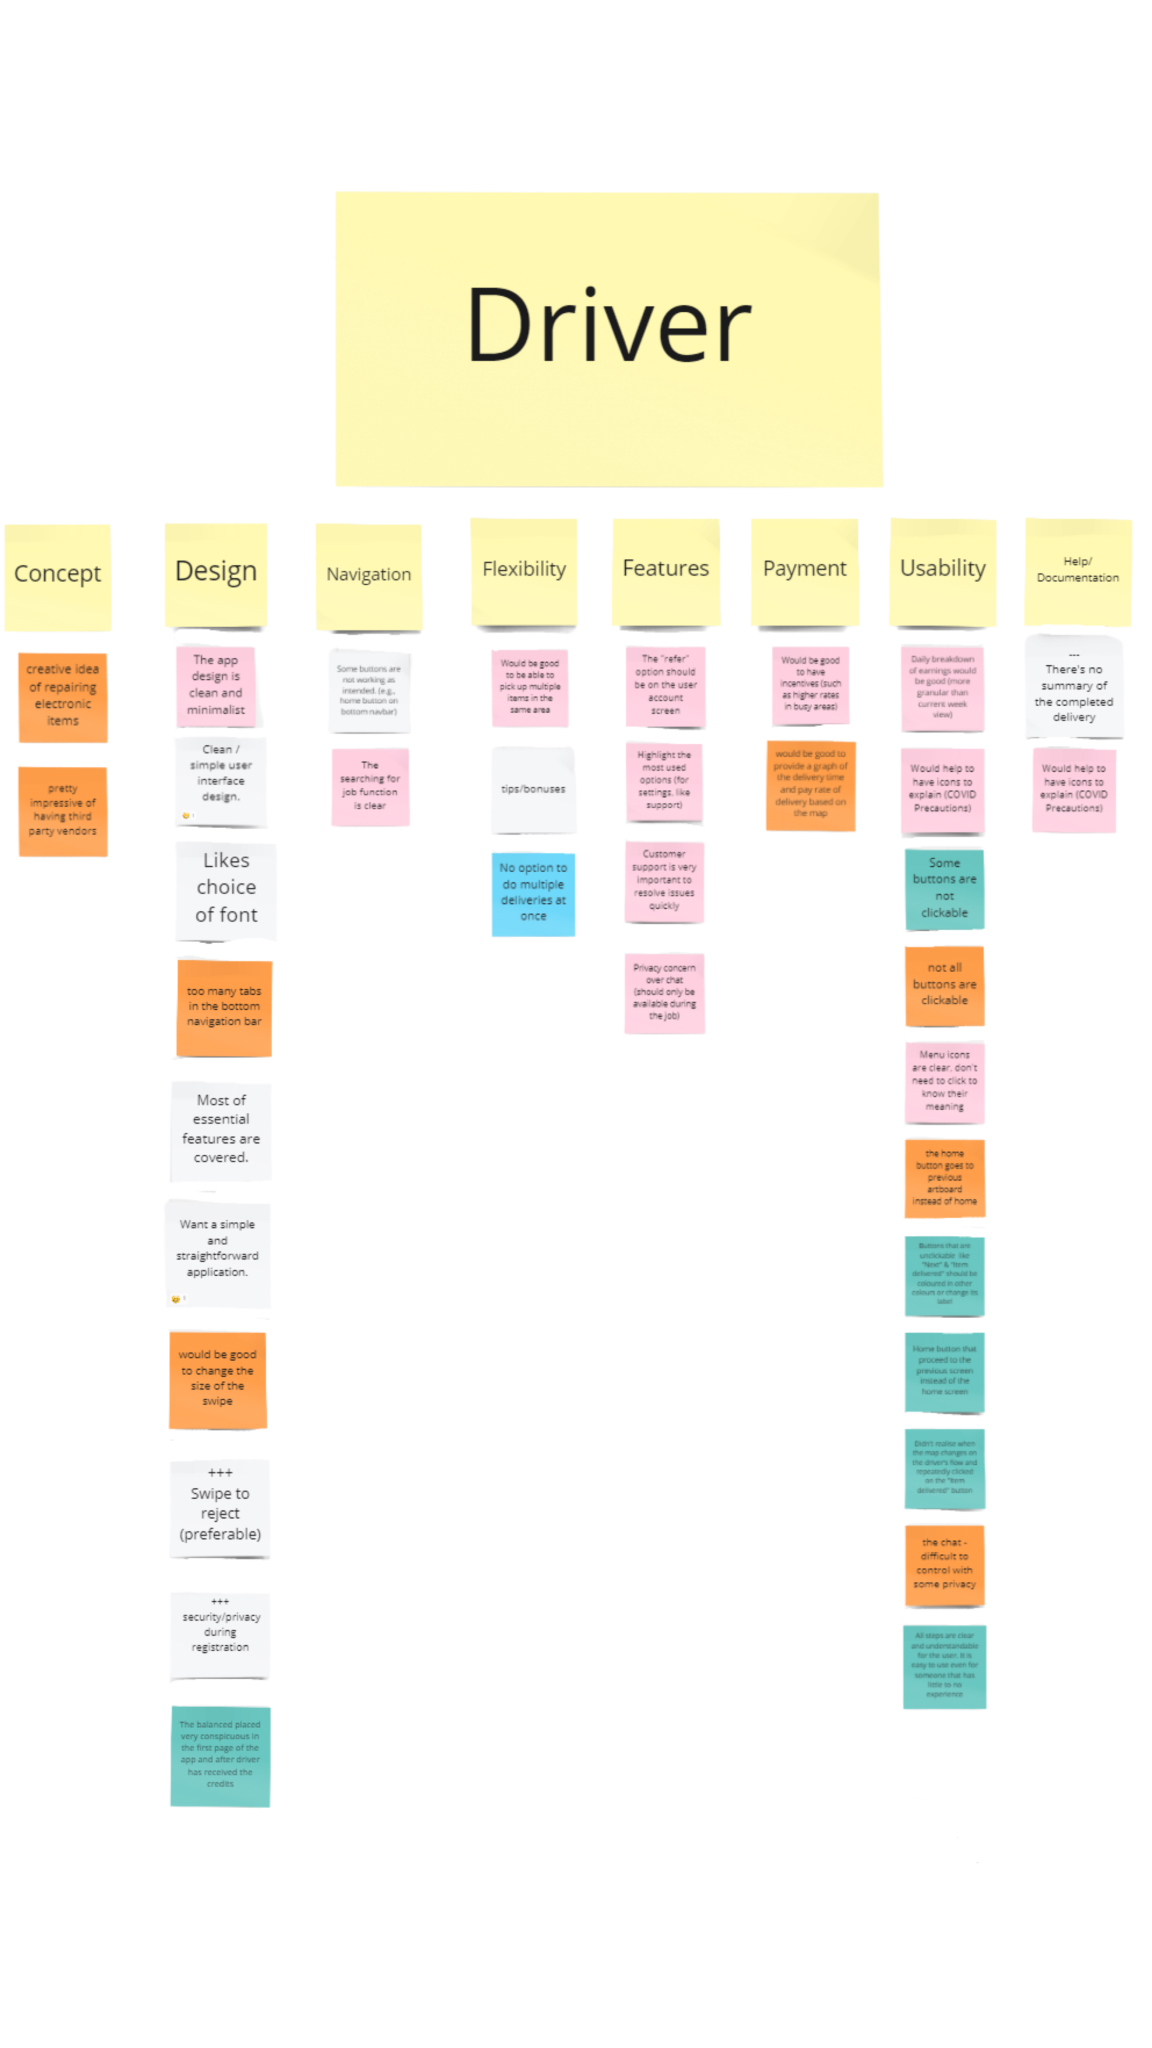 Driver
Concept
creative idea
of repairing
electronic
items
pretty
impressive of
having third
party vendors
Design
The app
design is
clean and
minimalist
Clean /
simple user
interface
design.
Likes
choice
of font
too many tabs
in the bottom
navigation bar
Most of
essential
features are
covered.
Want a simple
and
straightforward
application.
would be good
to change the
size of the
swipe
+++
Swipe to
reject
(preferable)
+++
security/privacy
during
registration
The balanced placed
very conspicuous in
the first page of the
app and after driver
has received the
credits
Navigation
Some buttons are
not working as
intended. (e.g.,
home button on
bottom navbar)
The
searching for
job function
is clear
Flexibility
Would be good
to be able to
pick up multiple
items in the
same area
tips/bonuses
No option to
do multiple
deliveries at
once
Features
The "refer"
option should
be on the user
account
screen
Highlight the
most used
options (for
settings, like
support)
Customer
support is very
important to
resolve issues
quickly
Privacy concern
over chat
(should only be
available during
the job)
Payment
Would be good
to have
incentives (such
as higher rates
in busy areas)
would be good to
provide a graph of
the delivery time
and pay rate of
delivery based on
the map
Usability
Daily breakdown
of earnings would
be good (more
granular than
current week
view)
Would help to
have icons to
explain (COVID
Precautions)
Some
buttons are
not
clickable
not all
buttons are
clickable
Menu icons
are clear, don't
need to click to
know their
meaning
the home
button goes to
previous
artboard
instead of home
Buttons that are
unclickable like
"Next" & "Item
delivered" should be
coloured in other
colours or change its
label
Home button that
proceed to the
previous screen
instead of the
home screen
Didn't realise when
the map changes on
the driver's flow and
repeatedly clicked
on the "Item
delivered" button
the chat -
difficult to
control with
some privacy
All steps are clear
and understandable
for the user. It is
easy to use even for
someone that has
little to no
experience
Help/
Documentation
---
There's no
summary of
the completed
delivery
Would help to
have icons to
explain (COVID
Precautions)